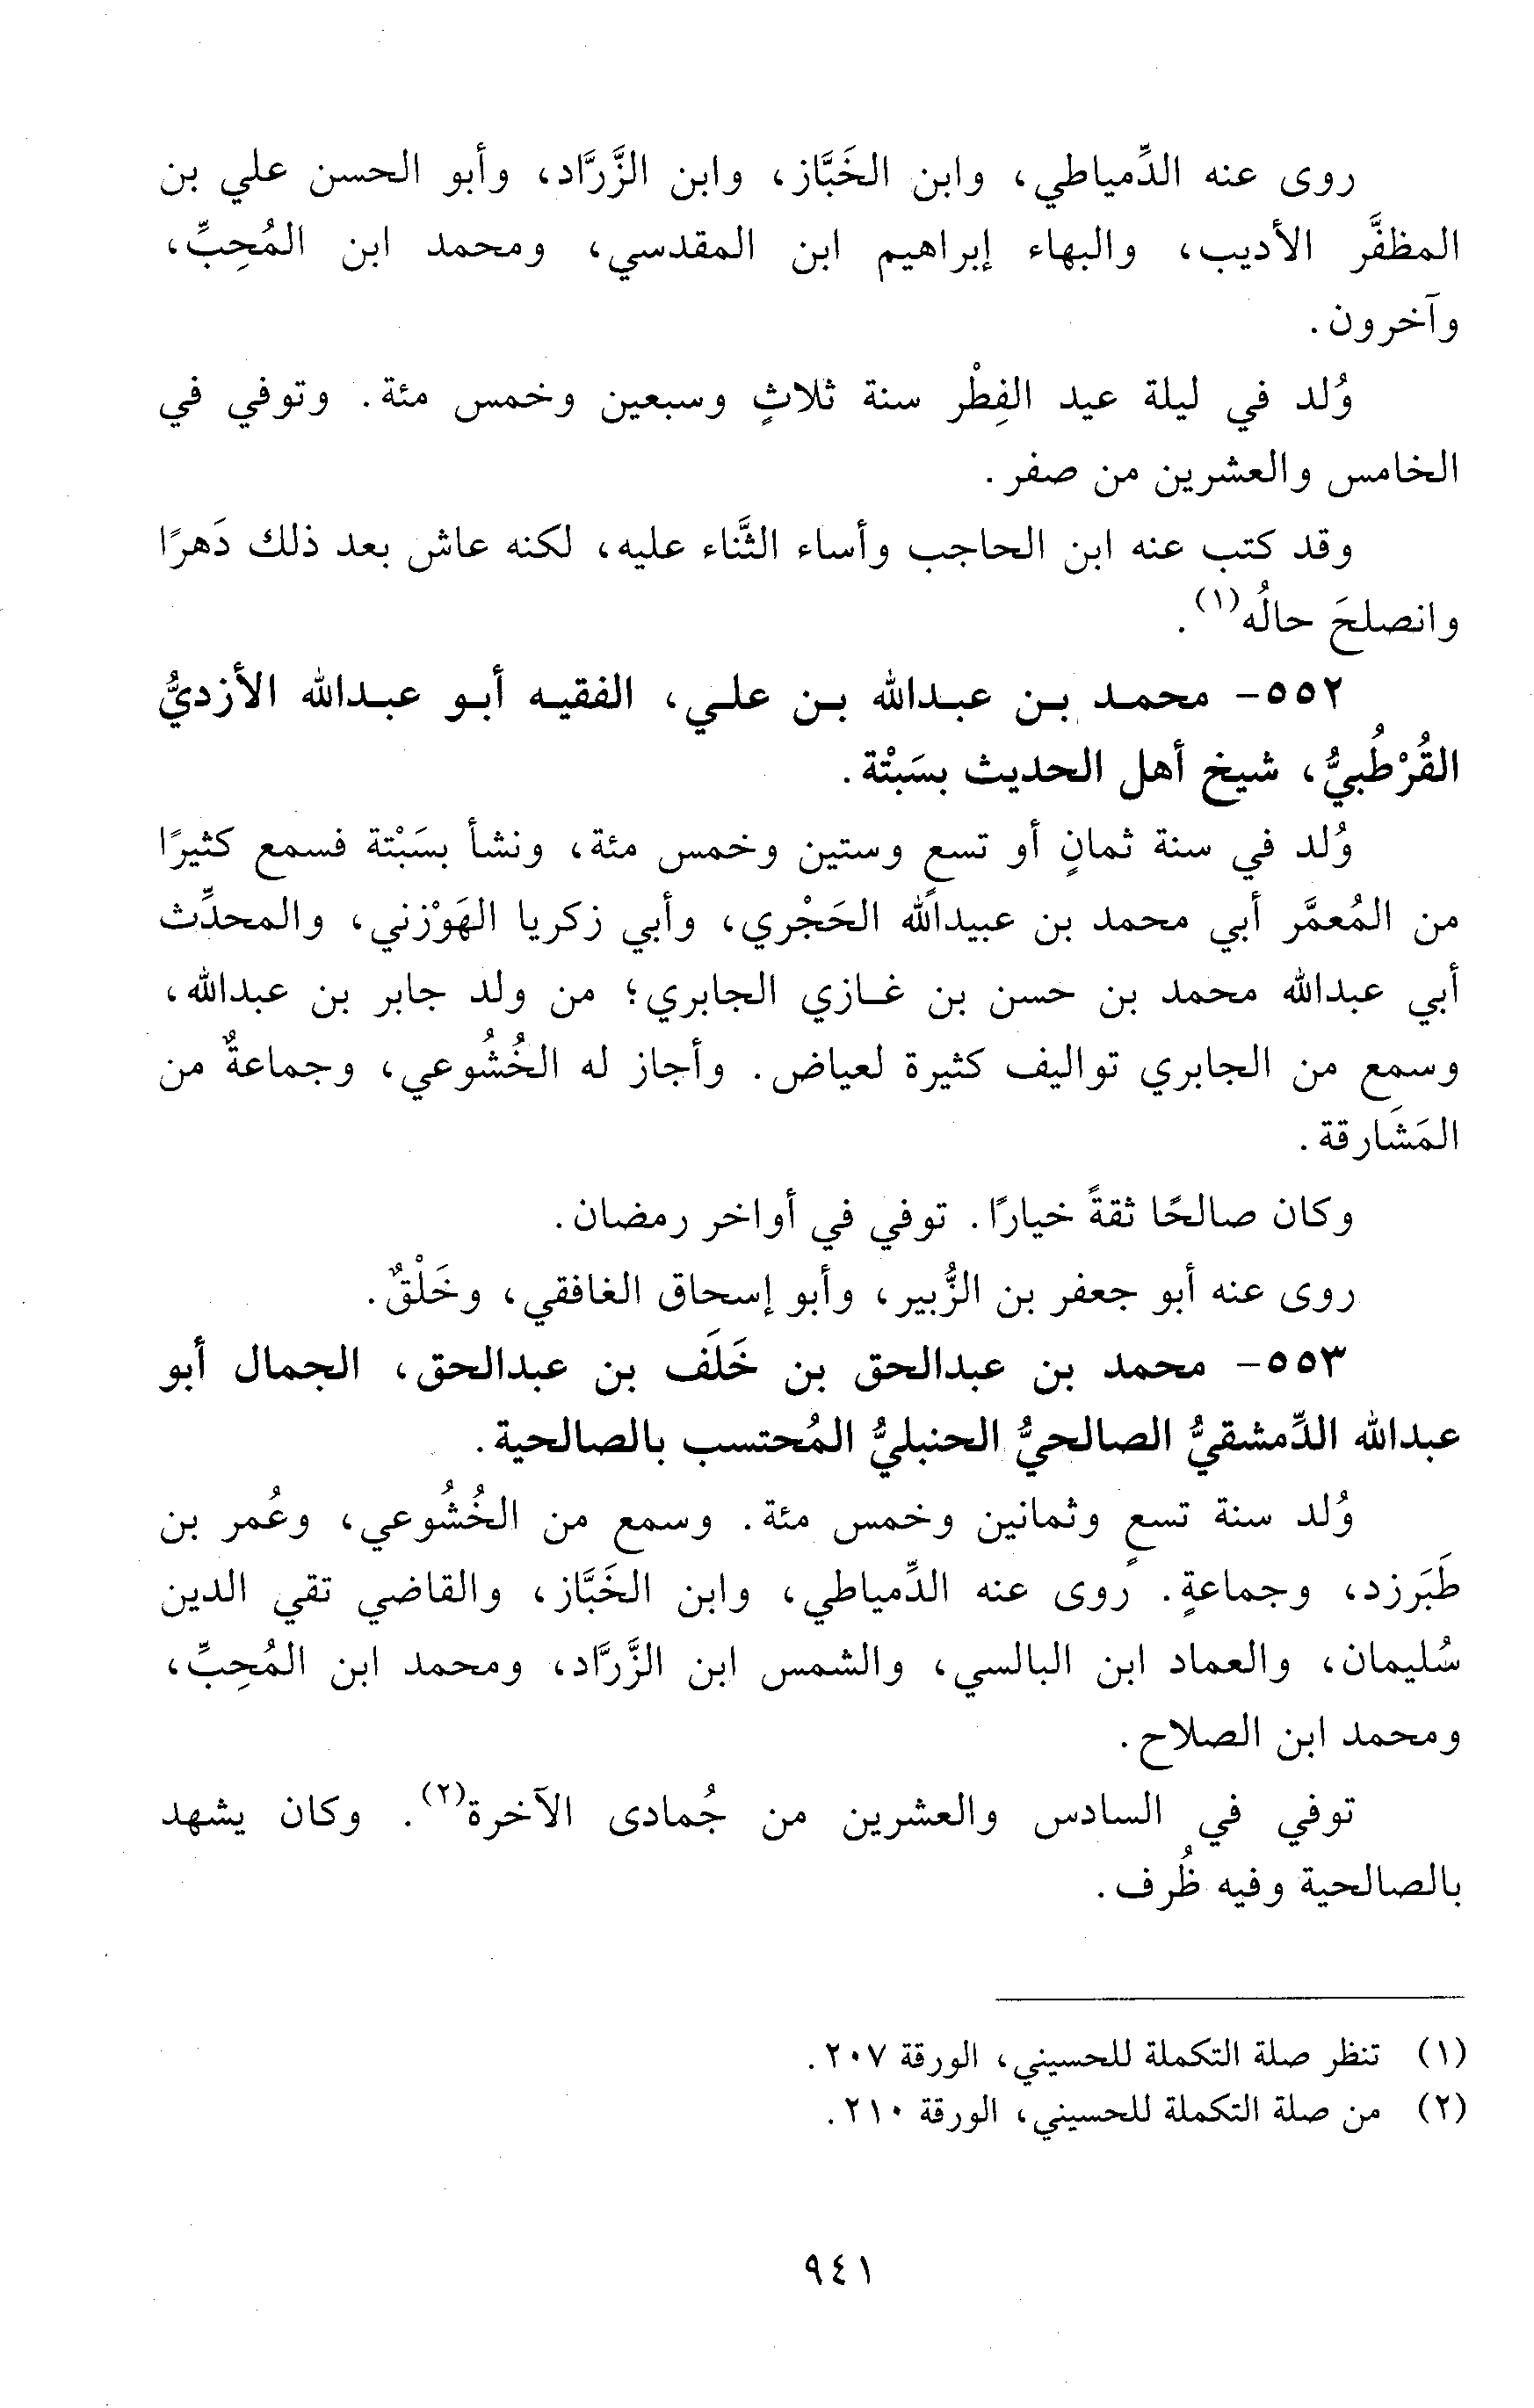 روى عنه الدِّمياطي، وابن الخَبَّاز، وابن الزَّرَّاد، وأبو الحسن علي بن
المظفَّر الأديب، والبهاء إبراهيم ابن المقدسي، ومحمد ابن المُحِبِّ،
وآخرون.
وُلد في ليلة عيد الفِطْر سنة ثلاثٍ وسبعين وخمس مئة. وتوفي في
الخامس والعشرين من صفر.
وقد كتب عنه ابن الحاجب وأساء الثَّناء عليه، لكنه عاش بعد ذلك دَهرًا
وانصلحَ حالُه(١).
٥٥٢- محمد بن عبدالله بن علي، الفقيه أبو عبدالله الأزديُّ
القُرْطُبيُّ، شيخ أهل الحديث بسَبْتة.
وُلد في سنة ثمانٍ أو تسعٍ وستين وخمس مئة، ونشأ بسَبْتة فسمع كثيرًا
من المُعمَّر أبي محمد بن عبيدالله الحَجْري، وأبي زكريا الهَوْزني، والمحدِّث
أبي عبدالله محمد بن حسن بن غازي الجابري؛ من ولد جابر بن عبدالله،
وسمع من الجابري تواليف كثيرة لعياض. وأجاز له الخُشُوعي، وجماعةٌ من
المَشَارقة.
وكان صالحًا ثقةً خيارًا. توفي في أواخر رمضان.
روى عنه أبو جعفر بن الزُّبير، وأبو إسحاق الغافقي، وخَلْقٌ.
٥٥٣- محمد بن عبدالحق بن خَلَف بن عبدالحق، الجمال أبو
عبدالله الدِّمشقيُّ الصالحيُّ الحنبليُّ المُحتسب بالصالحية.
وُلد سنة تسعٍ وثمانين وخمس مئة. وسمع من الخُشُوعي، وعُمر بن
طَبَرزد، وجماعةٍ. روى عنه الدِّمياطي، وابن الخَبَّاز، والقاضي تقي الدين
سُليمان، والعماد ابن البالسي، والشمس ابن الزَّرَّاد، ومحمد ابن المُحِبِّ،
ومحمد ابن الصلاح.
توفي في السادس والعشرين من جُمادى الآخرة(٢). وكان يشهد
بالصالحية وفيه ظُرف.
(١) تنظر صلة التكملة للحسيني، الورقة ٢٠٧.
(٢) من صلة التكملة للحسيني، الورقة ٢١٠.
٩٤١